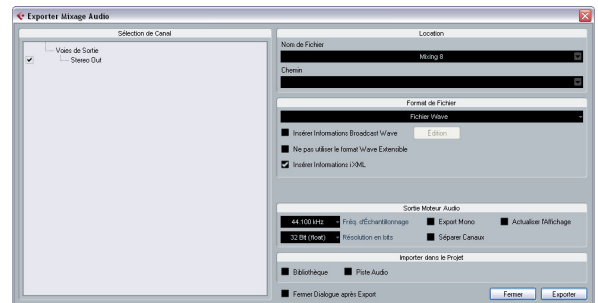 Exporter Mixage Audio
Sélection de Canal
Voies de Sortie
Stereo Out
Location
Nom de Fichier
Mixing 8
Chemin
Format de Fichier
Fichier Wave
Insérer Informations Broadcast Wave
Édition
Ne pas utiliser le format Wave Extensible
Insérer Informations iXML
Sortie Moteur Audio
44.100 kHz Fréq. d'Échantillonnage Export Mono Actualiser l'Affichage
32 Bit (float) Résolution en bits Séparer Canaux
Importer dans le Projet
Bibliothèque Piste Audio
Fermer Dialogue après Export Fermer Exporter